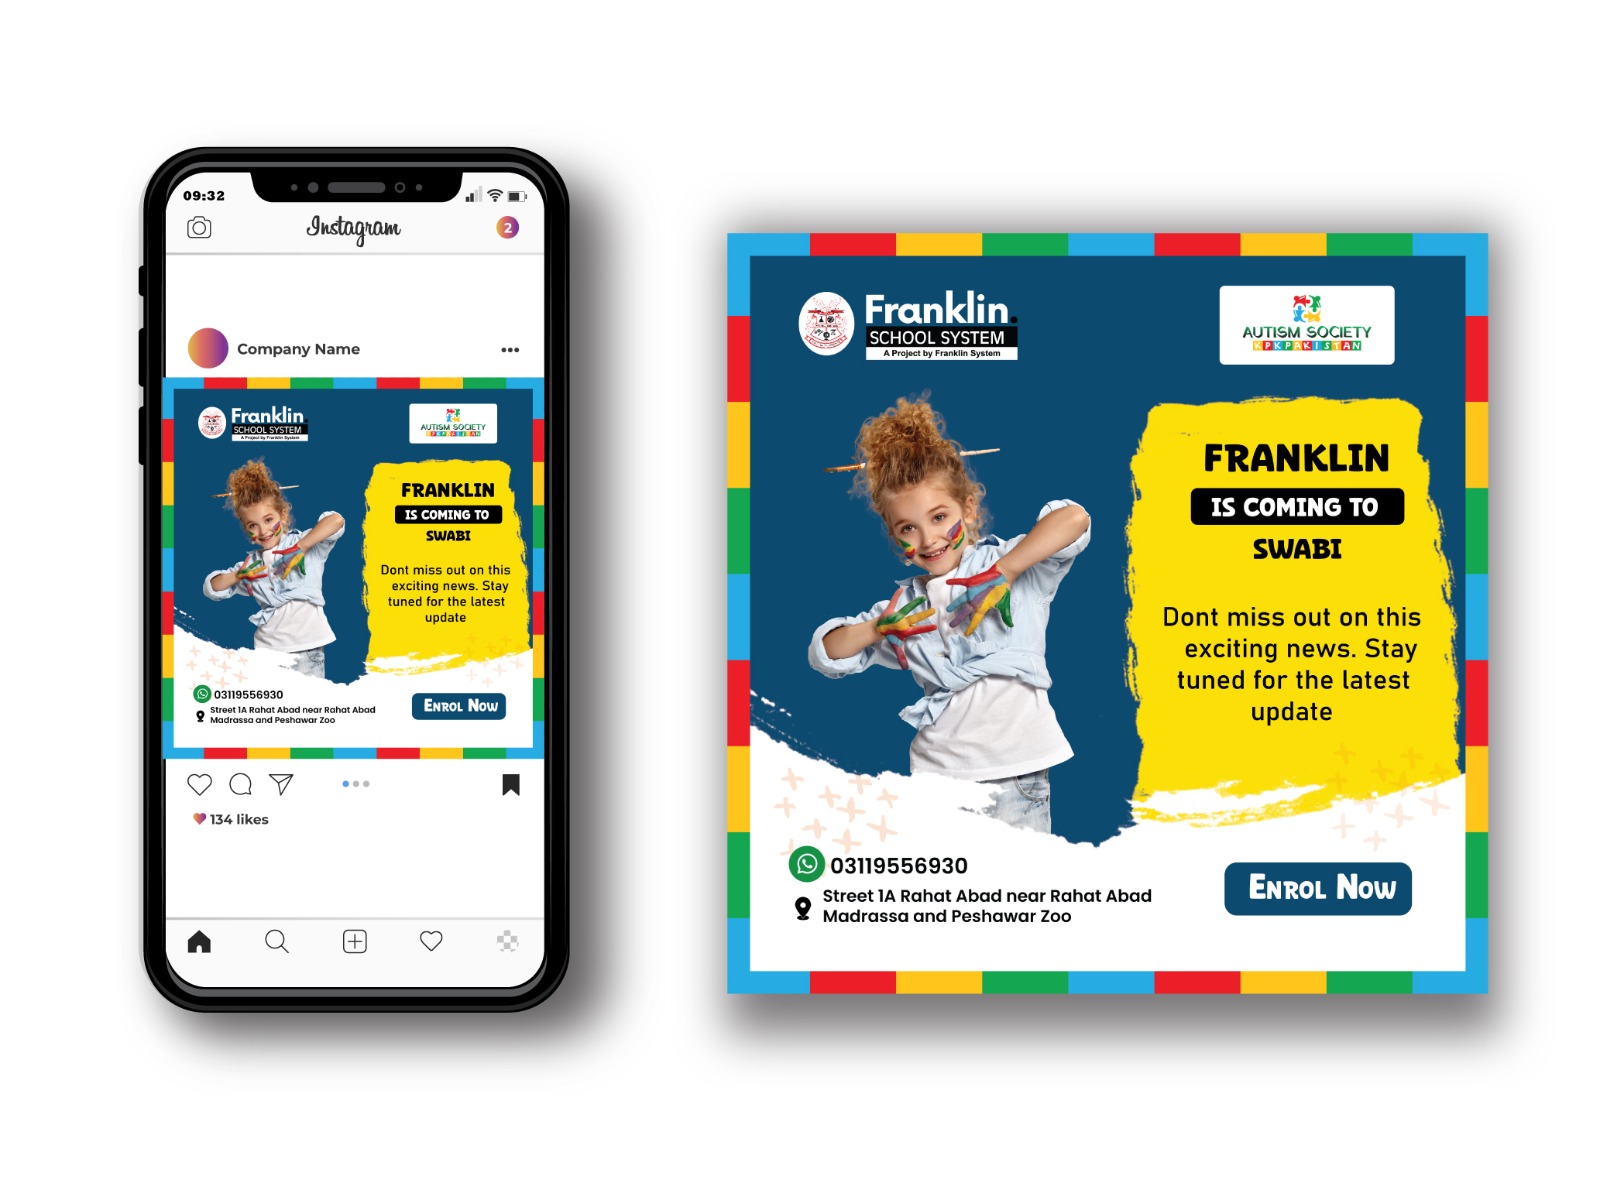 09:32
Instagram
2
Company Name
Franklin
SCHOOL SYSTEM
A Project by Franklin System
AUTISM SOCIETY
KPKPAKISTAN
FRANKLIN
IS COMING TO
SWABI
Dont miss out on this
exciting news. Stay
tuned for the latest
update
03119556930
Street 1A Rahat Abad near Rahat Abad
Madrassa and Peshawar Zoo
Enrol Now
134 likes
Franklin.
SCHOOL SYSTEM
A Project by Franklin System
AUTISM SOCIETY
KPKPAKISTAN
FRANKLIN
IS COMING TO
SWABI
Dont miss out on this
exciting news. Stay
tuned for the latest
update
03119556930
Street 1A Rahat Abad near Rahat Abad
Madrassa and Peshawar Zoo
Enrol Now